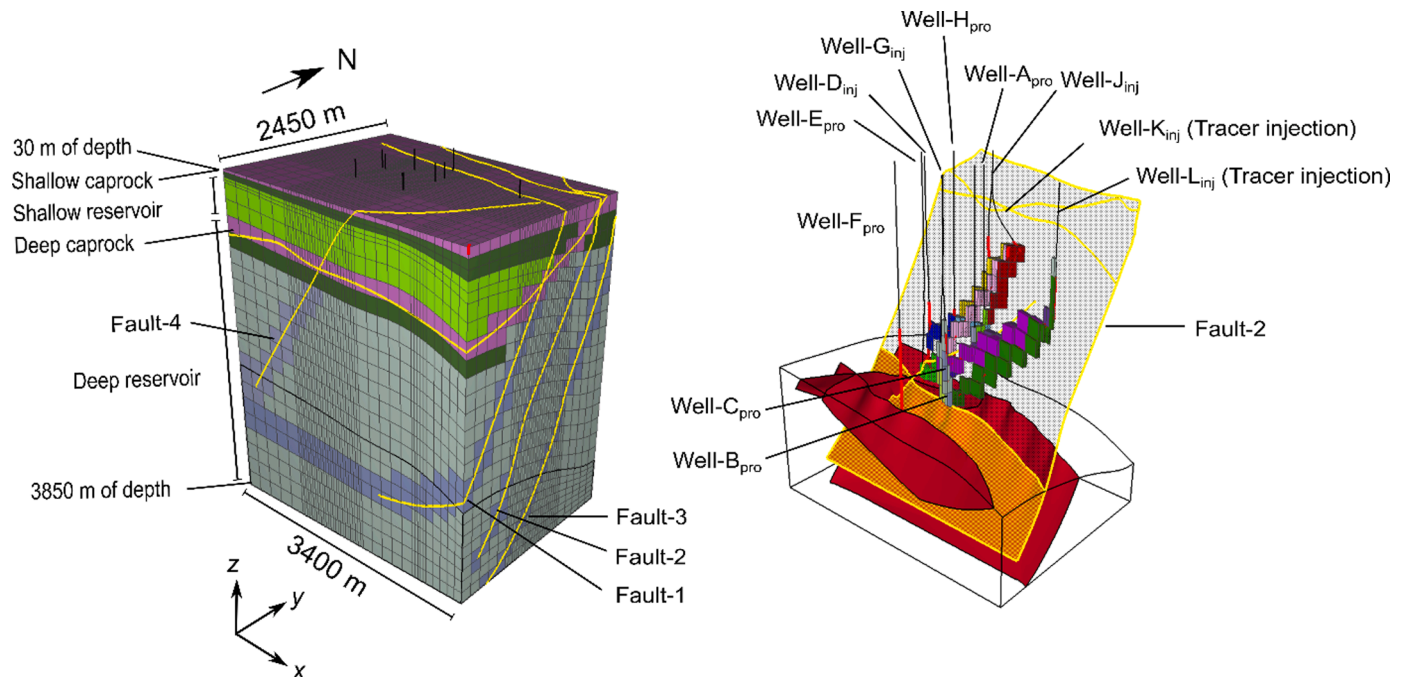 N
2450 m
30 m of depth
Shallow caprock
Shallow reservoir
Deep caprock
Fault-4
Deep reservoir
3850 m of depth
3400 m
Fault-3
Fault-2
Fault-1
z
y
x
Well-Hpro
Well-Ginj
Well-Apro
Well-Dinj
Well-Jinj
Well-Epro
Well-Kinj (Tracer injection)
Well-Linj (Tracer injection)
Well-Fpro
Fault-2
Well-Cpro
Well-Bpro